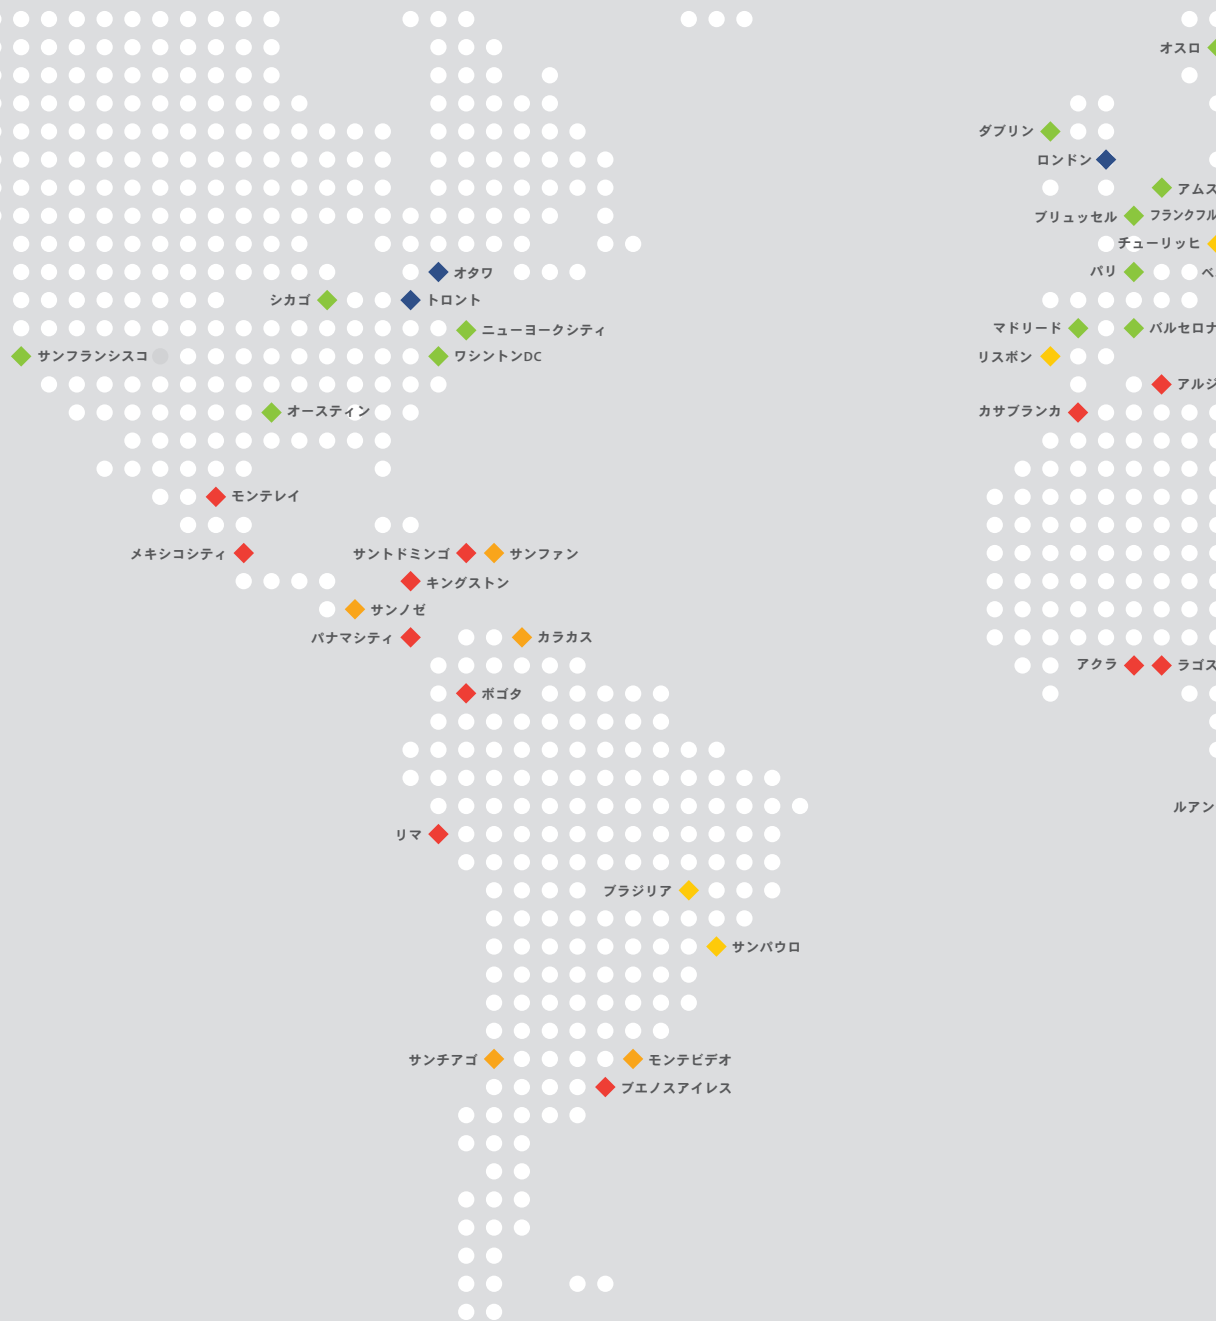 オスロ
ダブリン
ロンドン
アムス
ブリュッセル
フランクフル
チューリッヒ
オタワ
パリ
ベ
シカゴ
トロント
ニューヨークシティ
マドリード
バルセロナ
サンフランシスコ
ワシントンDC
リスボン
アルジ
オースティン
カサブランカ
モンテレイ
メキシコシティ
サントドミンゴ
サンファン
キングストン
サンノゼ
パナマシティ
カラカス
アクラ
ラゴス
ボゴタ
ルアン
リマ
ブラジリア
サンパウロ
サンチアゴ
モンテビデオ
ブエノスアイレス